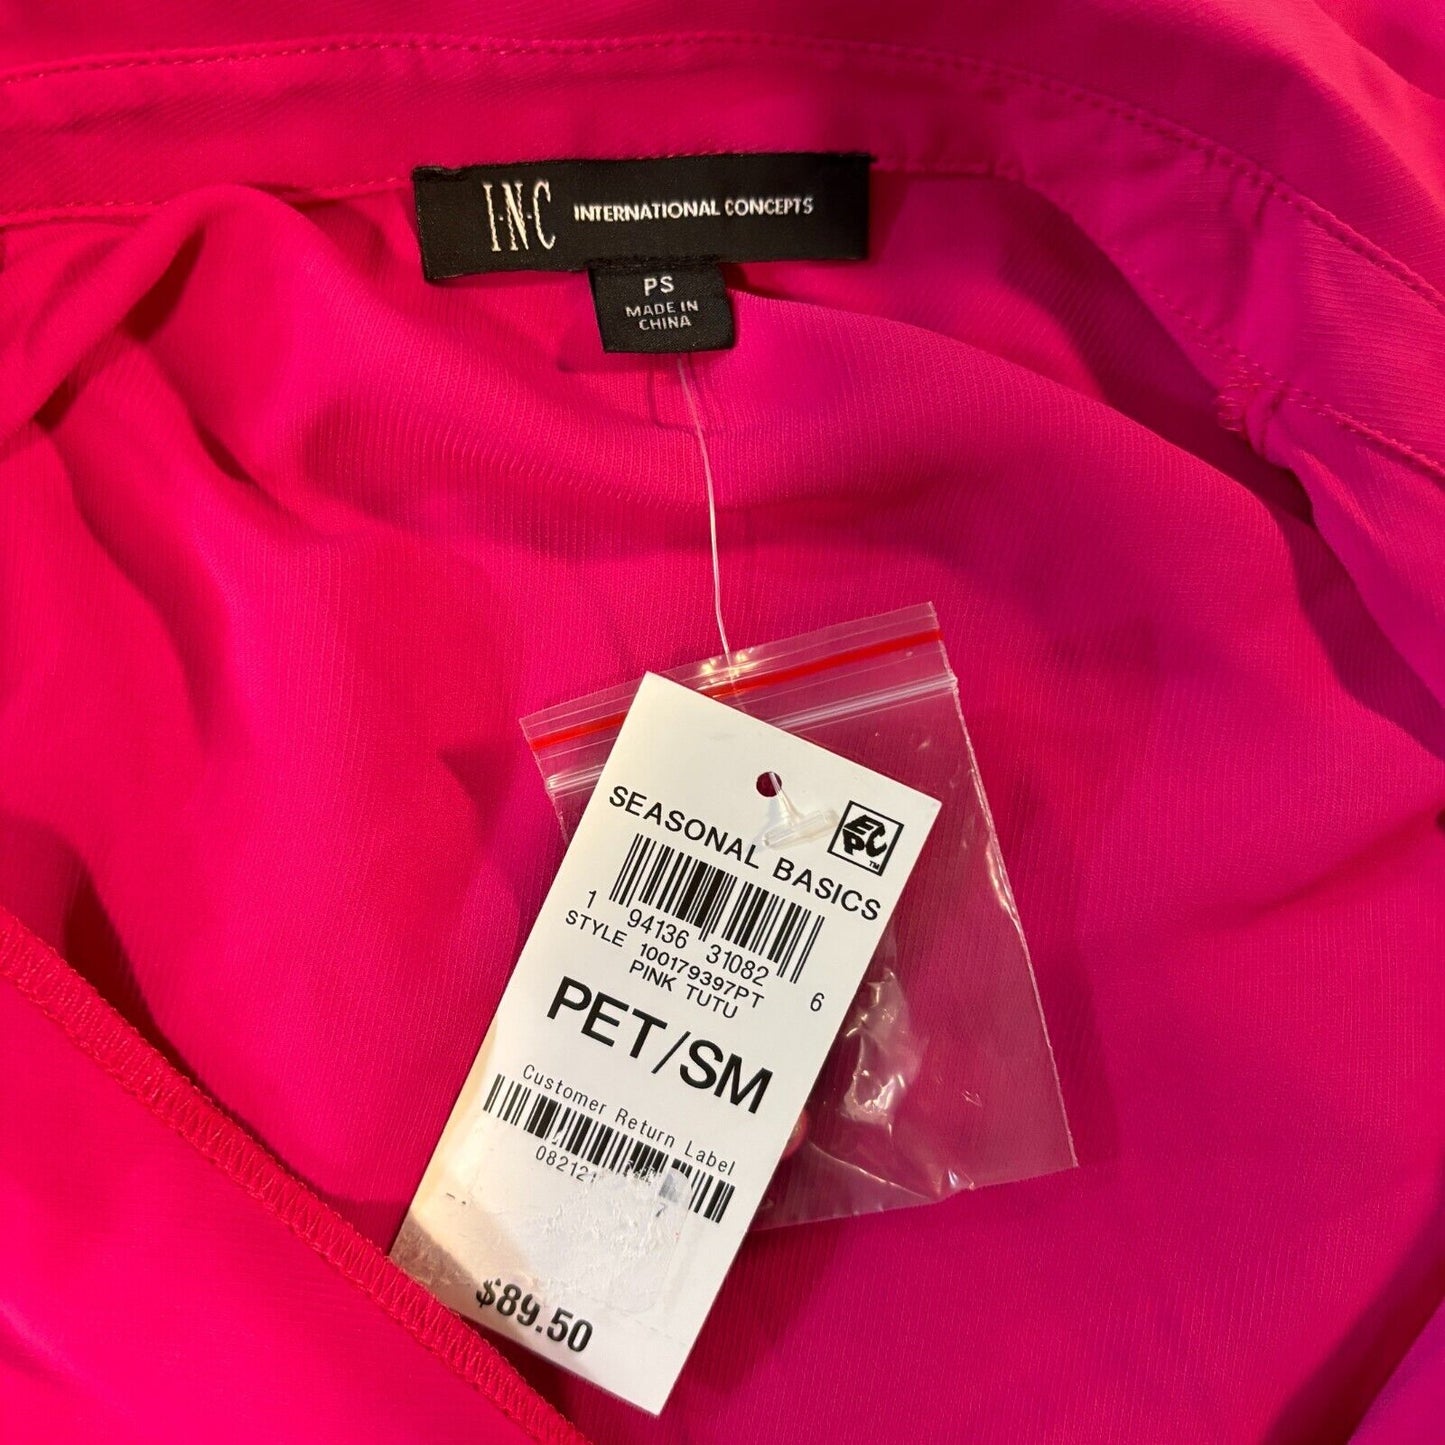 I·N·C INTERNATIONAL CONCEPTS
PS
MADE IN
CHINA
SEASONAL BASICS
EPC™
1 94136 31082 6
STYLE 100179397PT
PINK TUTU
PET/SM
Customer Return Label
$89.50